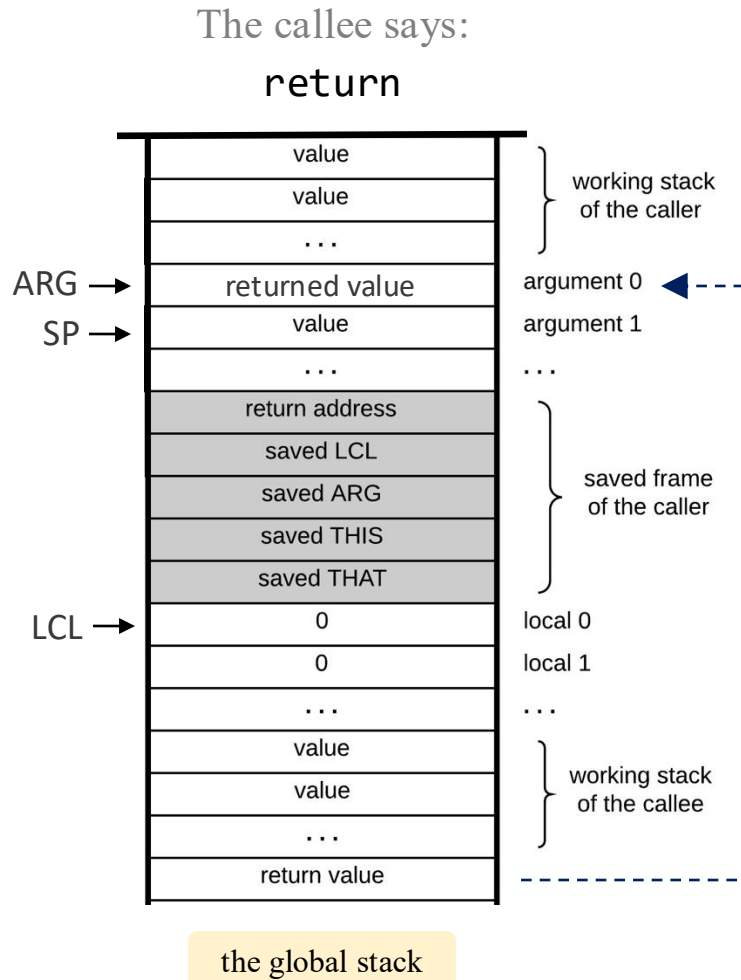 The callee says:
return
value
value
...
working stack
of the caller
ARG
returned value
argument 0
SP
value
argument 1
...
...
return address
saved LCL
saved ARG
saved THIS
saved THAT
saved frame
of the caller
LCL
0
local 0
0
local 1
...
...
value
value
...
working stack
of the callee
return value
the global stack